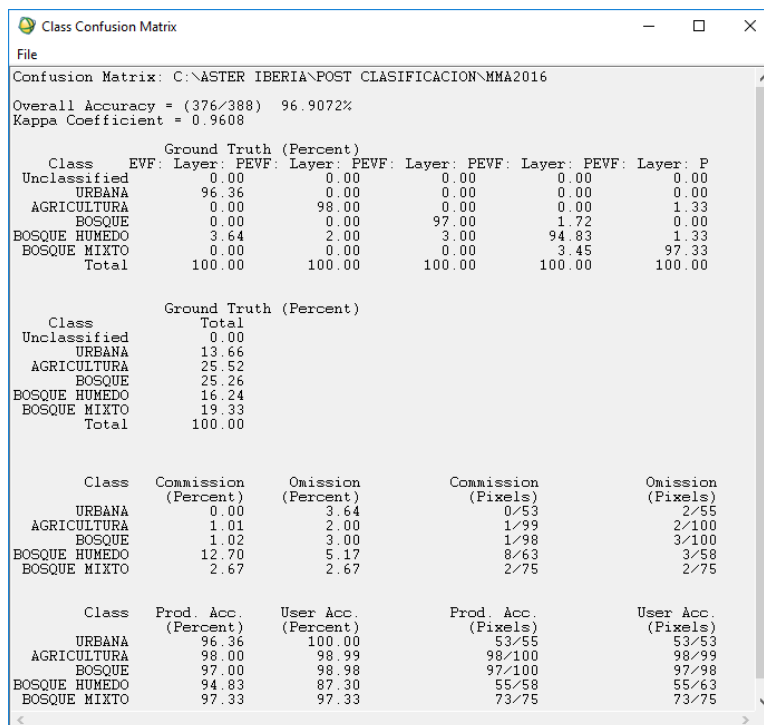 Class Confusion Matrix
File
Confusion Matrix: C:\ASTER IBERIA\POST CLASIFICACION\MMA2016
Overall Accuracy = (376/388) 96.9072%
Kappa Coefficient = 0.9608
Ground Truth (Percent)
Class EVF: Layer: PEVF: Layer: PEVF: Layer: PEVF: Layer: PEVF: Layer: P
Unclassified 0.00 0.00 0.00 0.00 0.00
URBANA 96.36 0.00 0.00 0.00 0.00
AGRICULTURA 0.00 98.00 0.00 0.00 1.33
BOSQUE 0.00 0.00 97.00 1.72 0.00
BOSQUE HUMEDO 3.64 2.00 3.00 94.83 1.33
BOSQUE MIXTO 0.00 0.00 0.00 3.45 97.33
Total 100.00 100.00 100.00 100.00 100.00
Ground Truth (Percent)
Class Total
Unclassified 0.00
URBANA 13.66
AGRICULTURA 25.52
BOSQUE 25.26
BOSQUE HUMEDO 16.24
BOSQUE MIXTO 19.33
Total 100.00
Class Commission Omission Commission Omission
(Percent) (Percent) (Pixels) (Pixels)
URBANA 0.00 3.64 0/53 2/55
AGRICULTURA 1.01 2.00 1/99 2/100
BOSQUE 1.02 3.00 1/98 3/100
BOSQUE HUMEDO 12.70 5.17 8/63 3/58
BOSQUE MIXTO 2.67 2.67 2/75 2/75
Class Prod. Acc. User Acc. Prod. Acc. User Acc.
(Percent) (Percent) (Pixels) (Pixels)
URBANA 96.36 100.00 53/55 53/53
AGRICULTURA 98.00 98.99 98/100 98/99
BOSQUE 97.00 98.98 97/100 97/98
BOSQUE HUMEDO 94.83 87.30 55/58 55/63
BOSQUE MIXTO 97.33 97.33 73/75 73/75